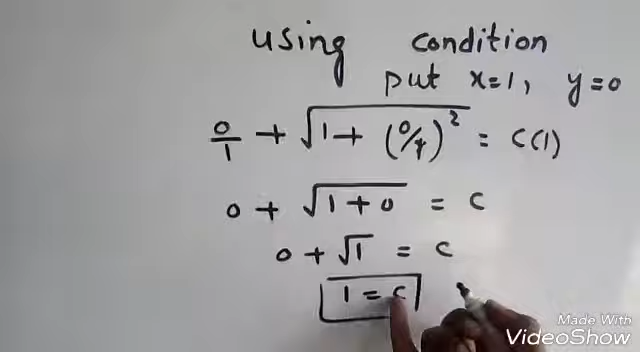 using condition
put x=1, y=0
0/1 + √(1 + (0/1)²) = C(1)
0 + √(1+0) = C
0 + √1 = C
1 = C
Made With
VideoShow